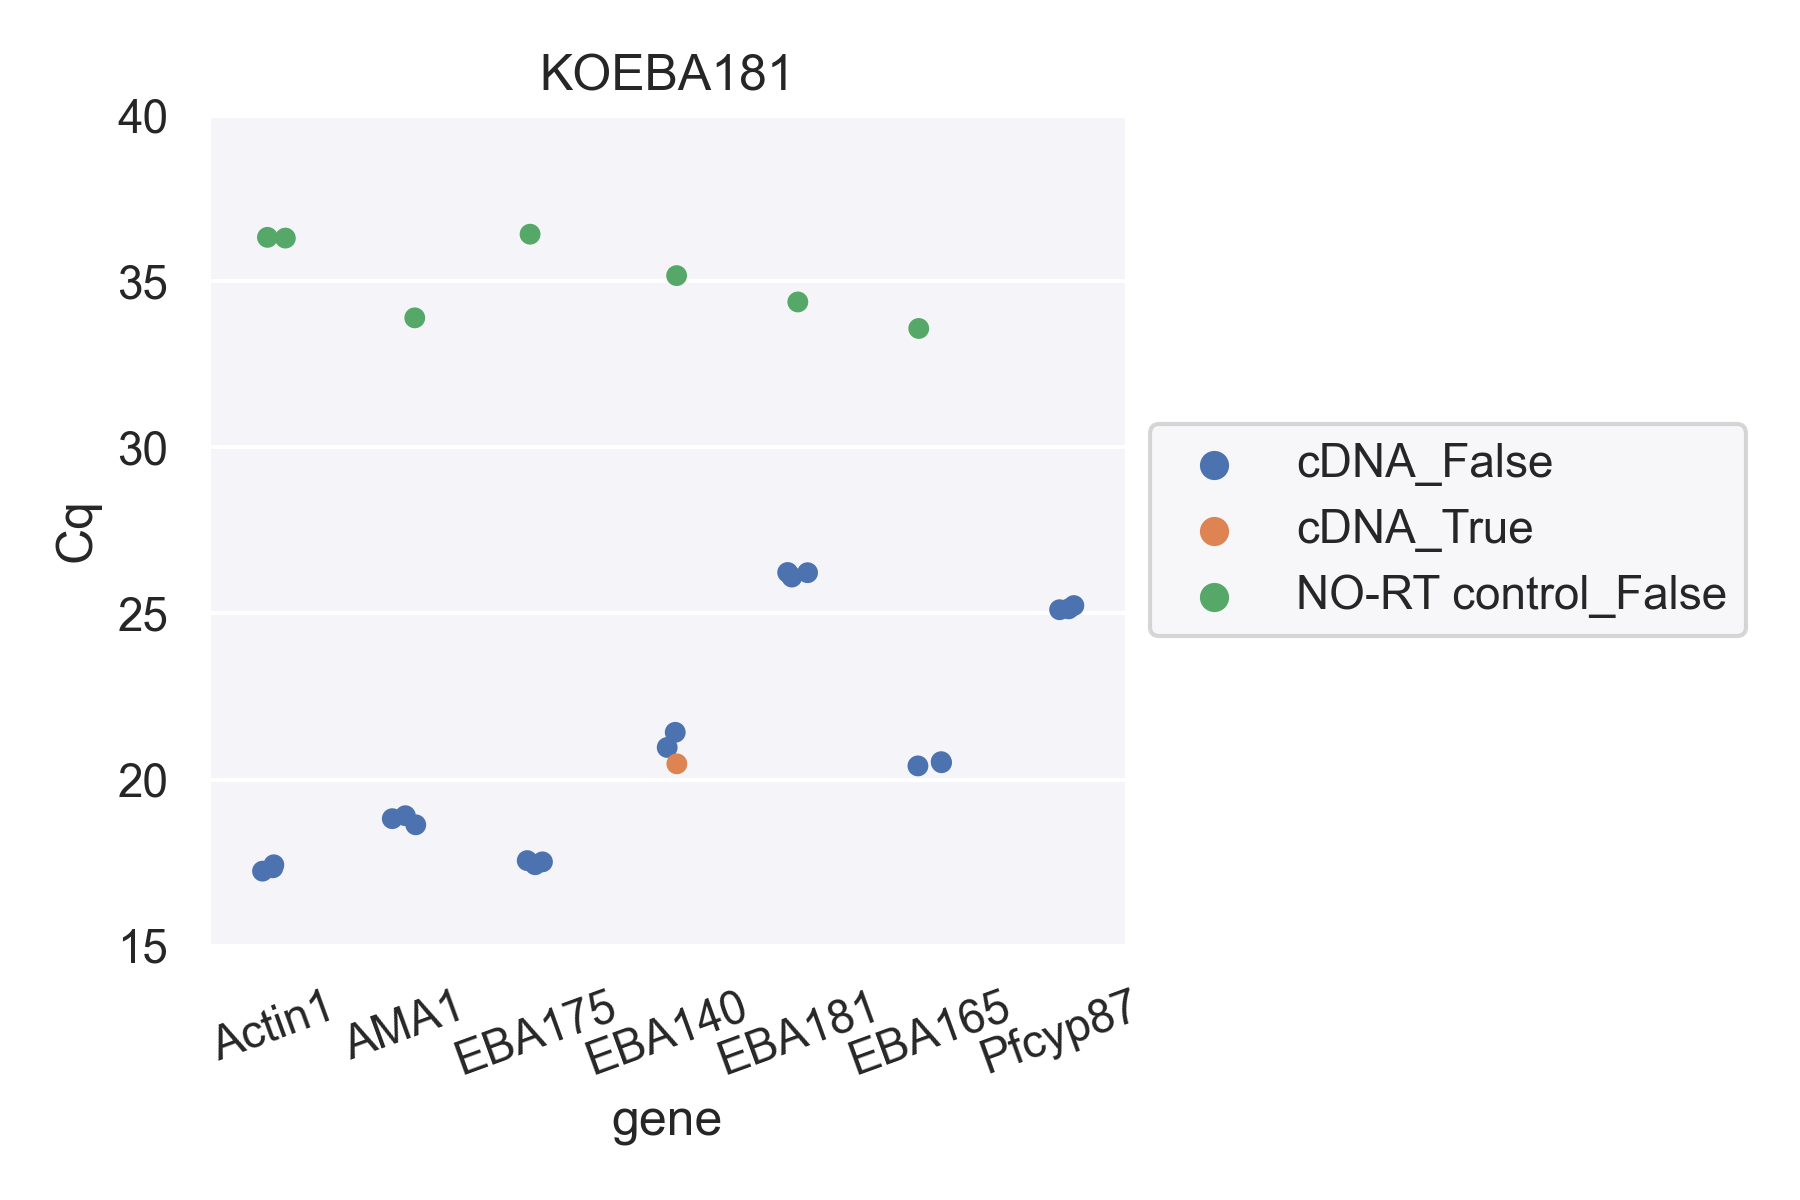 KOEBA181
40
35
30
25
20
15
Cq
Actin1
AMA1
EBA175
EBA140
EBA181
EBA165
Pfcyp87
gene
cDNA_False
cDNA_True
NO-RT control_False